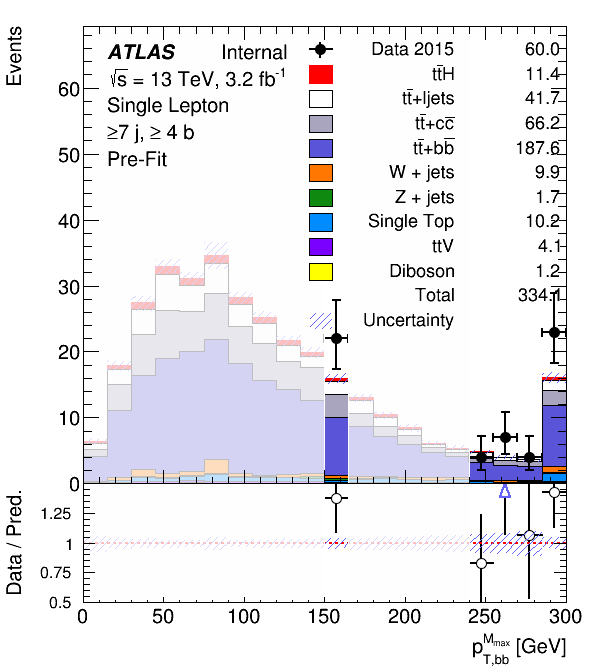 Events
ATLAS Internal
√s = 13 TeV, 3.2 fb⁻¹
Single Lepton
≥7 j, ≥ 4 b
Pre-Fit
Data 2015 60.0
tt̄H 11.4
tt̄+ljets 41.7
tt̄+cc̄ 66.2
tt̄+bb̄ 187.6
W + jets 9.9
Z + jets 1.7
Single Top 10.2
ttV 4.1
Diboson 1.2
Total 334.1
Uncertainty
60
50
40
30
20
10
0
Data / Pred.
1.25
1
0.75
0.5
0 50 100 150 200 250 300
p_{T,bb}^{M_{max}} [GeV]